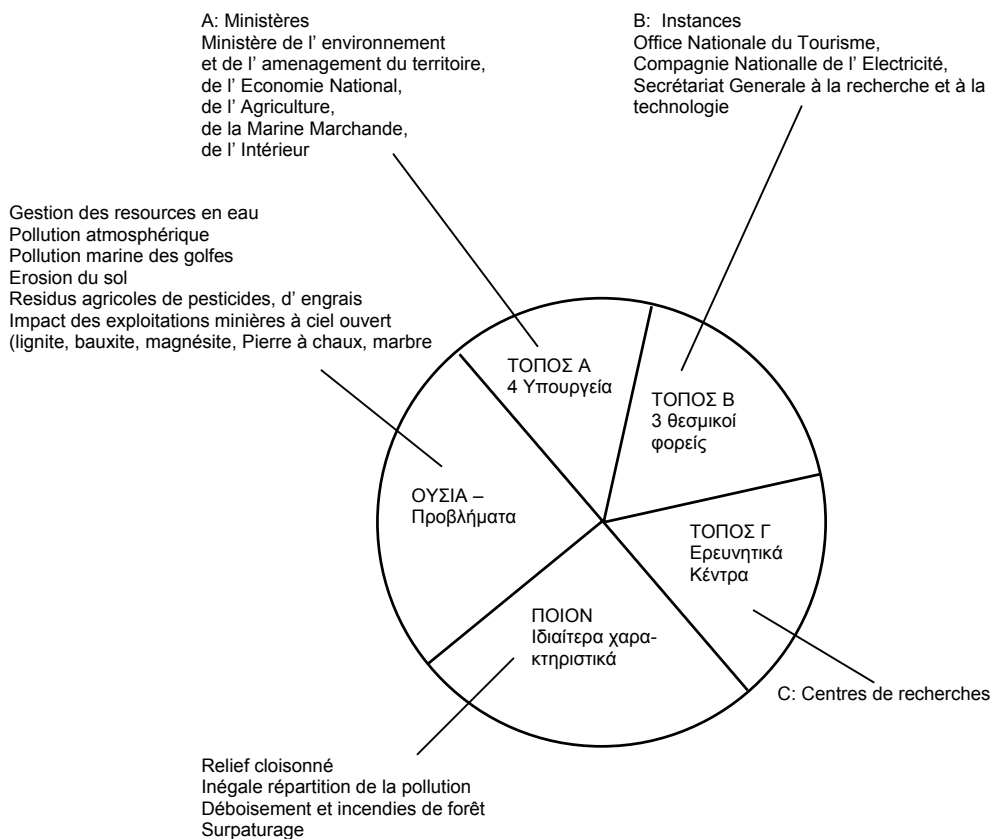 A: Ministères
Ministère de l’ environnement
et de l’ amenagement du territoire,
de l’ Economie National,
de l’ Agriculture,
de la Marine Marchande,
de l’ Intérieur
B: Instances
Office Nationale du Tourisme,
Compagnie Nationalle de l’ Electricité,
Secrétariat Generale à la recherche et à la
technologie
Gestion des resources en eau
Pollution atmosphérique
Pollution marine des golfes
Erosion du sol
Residus agricoles de pesticides, d’ engrais
Impact des exploitations minières à ciel ouvert
(lignite, bauxite, magnésite, Pierre à chaux, marbre
ΤΟΠΟΣ Α
4 Υπουργεία
ΤΟΠΟΣ Β
3 θεσμικοί
φορείς
ΟΥΣΙΑ –
Προβλήματα
ΤΟΠΟΣ Γ
Ερευνητικά
Κέντρα
ΠΟΙΟΝ
Ιδιαίτερα χαρα-
κτηριστικά
C: Centres de recherches
Relief cloisonné
Inégale répartition de la pollution
Déboisement et incendies de forêt
Surpaturage